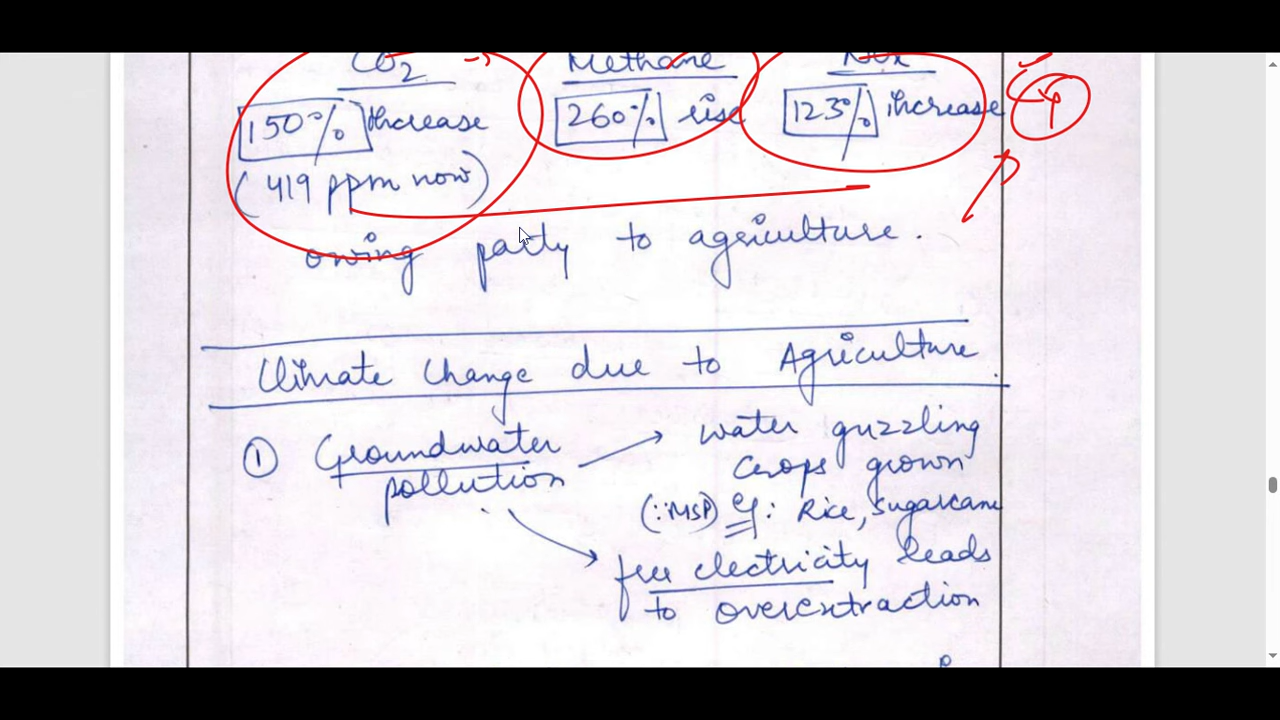 CO2 Methane NOx
150% increase 260% rise 123% increase
(419 ppm now)
owing partly to agriculture.
Climate Change due to Agriculture
① Groundwater pollution → water guzzling
crops grown
(∵MSP) eg: Rice, Sugarcane
→ free electricity leads
to overextraction